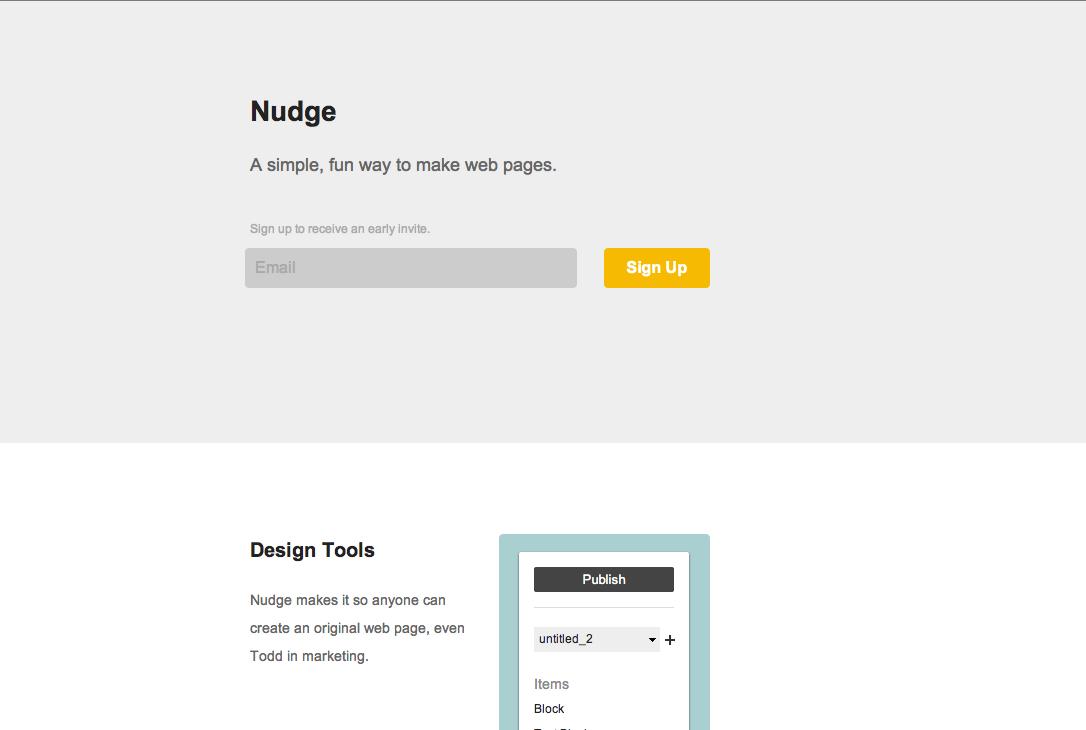 Nudge
A simple, fun way to make web pages.
Sign up to receive an early invite.
Email
Sign Up
Design Tools
Nudge makes it so anyone can
create an original web page, even
Todd in marketing.
Publish
untitled_2
Items
Block